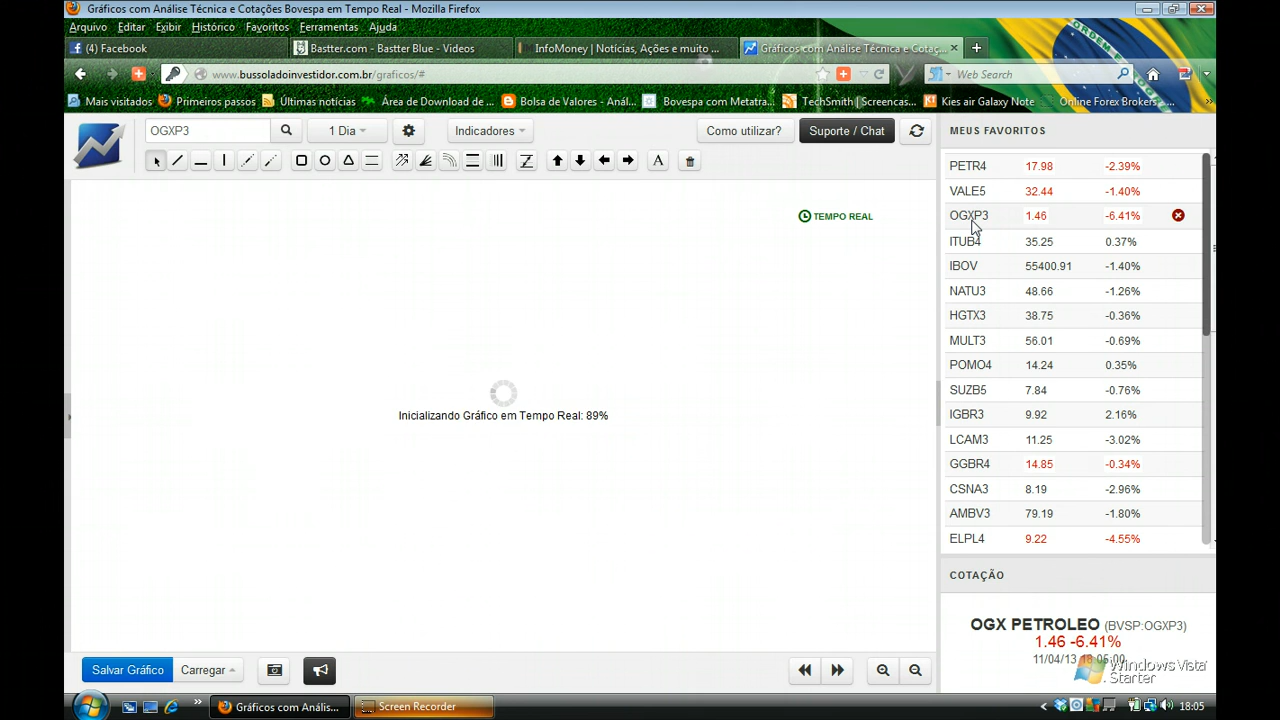 Gráficos com Análise Técnica e Cotações Bovespa em Tempo Real - Mozilla Firefox
Arquivo Editar Exibir Histórico Favoritos Ferramentas Ajuda
(4) Facebook
Bastter.com - Bastter Blue - Videos
InfoMoney | Notícias, Ações e muito ...
Gráficos com Análise Técnica e Cotaç...
www.bussoladoinvestidor.com.br/graficos/#
Web Search
Mais visitados
Primeiros passos
Últimas notícias
Área de Download de ...
Bolsa de Valores - Anál...
Bovespa com Metatra...
TechSmith | Screencas...
Kies air Galaxy Note
Online Forex Brokers -...
OGXP3
1 Dia
Indicadores
Como utilizar?
Suporte / Chat
A
TEMPO REAL
Inicializando Gráfico em Tempo Real: 89%
MEUS FAVORITOS
PETR4 17.98 -2.39%
VALE5 32.44 -1.40%
OGXP3 1.46 -6.41%
ITUB4 35.25 0.37%
IBOV 55400.91 -1.40%
NATU3 48.66 -1.26%
HGTX3 38.75 -0.36%
MULT3 56.01 -0.69%
POMO4 14.24 0.35%
SUZB5 7.84 -0.76%
IGBR3 9.92 2.16%
LCAM3 11.25 -3.02%
GGBR4 14.85 -0.34%
CSNA3 8.19 -2.96%
AMBV3 79.19 -1.80%
ELPL4 9.22 -4.55%
COTAÇÃO
OGX PETROLEO (BVSP:OGXP3)
1.46 -6.41%
11/04/13 18:05:00
Windows Vista
Starter
Salvar Gráfico
Carregar
Gráficos com Anális...
Screen Recorder
18:05